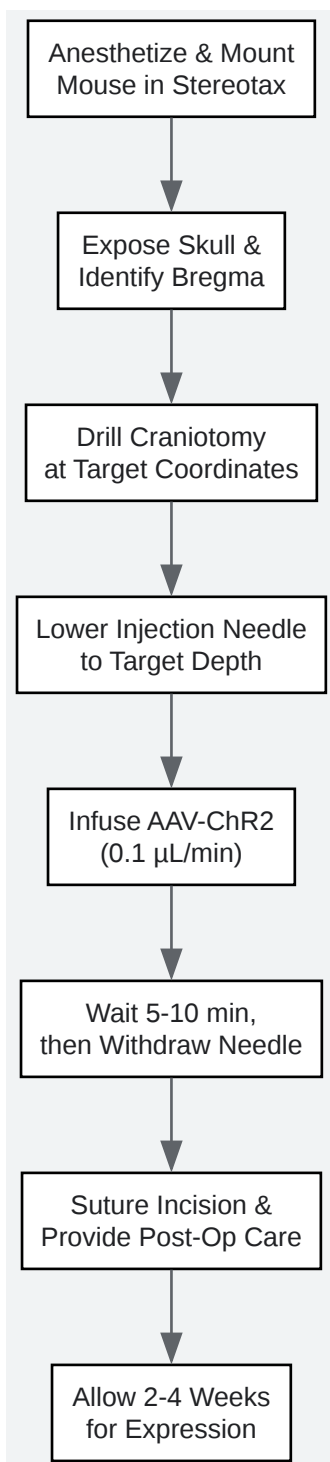 Anesthetize & Mount
Mouse in Stereotax
Expose Skull &
Identify Bregma
Drill Craniotomy
at Target Coordinates
Lower Injection Needle
to Target Depth
Infuse AAV-ChR2
(0.1 µL/min)
Wait 5-10 min,
then Withdraw Needle
Suture Incision &
Provide Post-Op Care
Allow 2-4 Weeks
for Expression